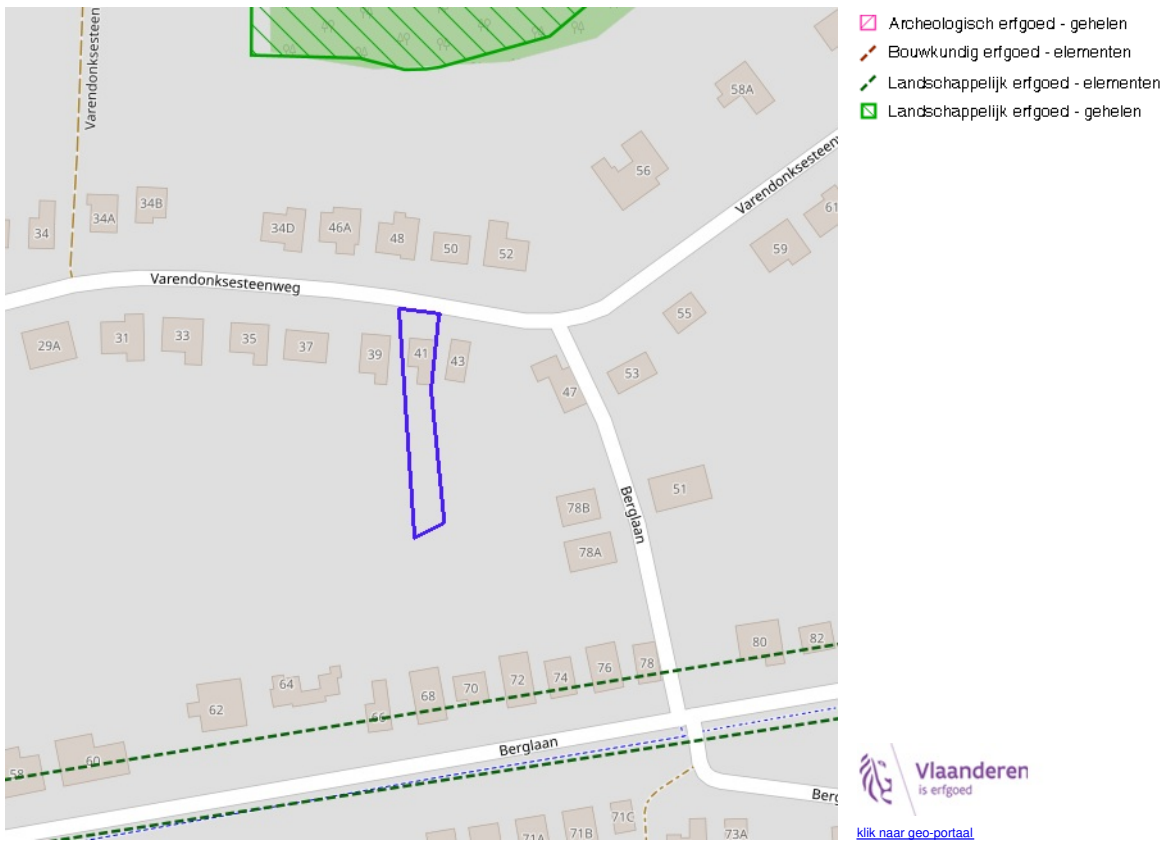 Archeologisch erfgoed - gehelen
Bouwkundig erfgoed - elementen
Landschappelijk erfgoed - elementen
Landschappelijk erfgoed - gehelen
Varendonksesteen
58A
56
Varendonksesteenw
34
34A
34B
34D
46A
48
50
52
59
61
Varendonksesteenweg
29A
31
33
35
37
39
41
43
55
53
47
51
78B
78A
Berglaan
80
82
62
64
66
68
70
72
74
76
78
58
60
Berglaan
Berg
71A
71B
71C
73A
Vlaanderen
is erfgoed
klik naar geo-portaal